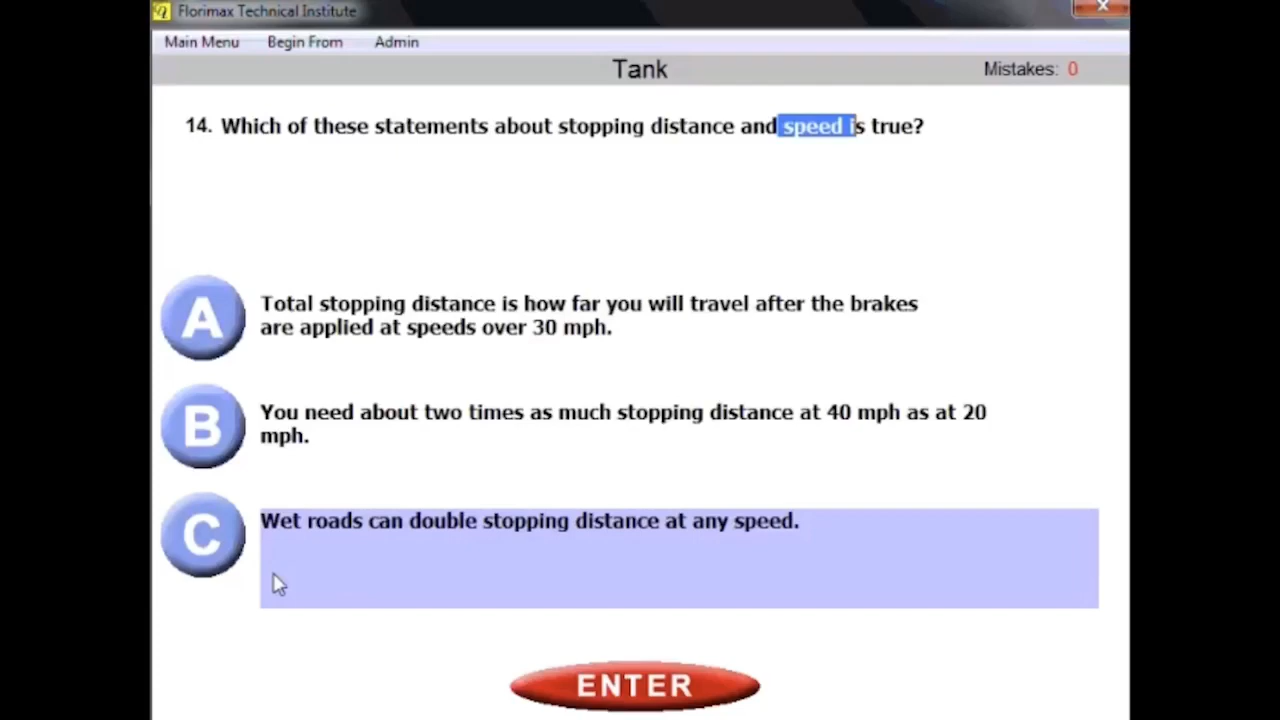 Florimax Technical Institute
Main Menu Begin From Admin
Tank Mistakes: 0
14. Which of these statements about stopping distance and speed is true?
A Total stopping distance is how far you will travel after the brakes
are applied at speeds over 30 mph.
B You need about two times as much stopping distance at 40 mph as at 20
mph.
C Wet roads can double stopping distance at any speed.
ENTER